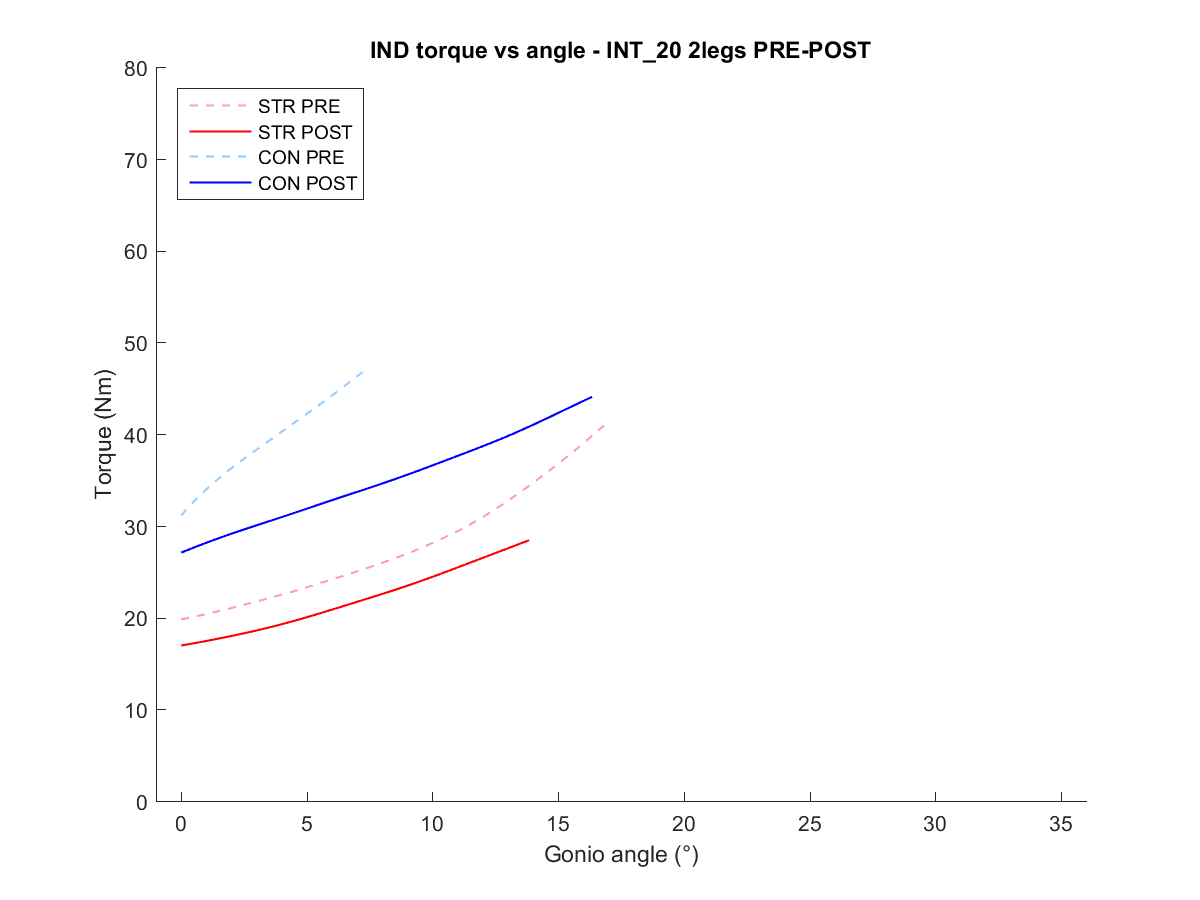 IND torque vs angle - INT_20 2legs PRE-POST
80
70
60
50
40
30
20
10
0
Torque (Nm)
STR PRE
STR POST
CON PRE
CON POST
0 5 10 15 20 25 30 35
Gonio angle (°)